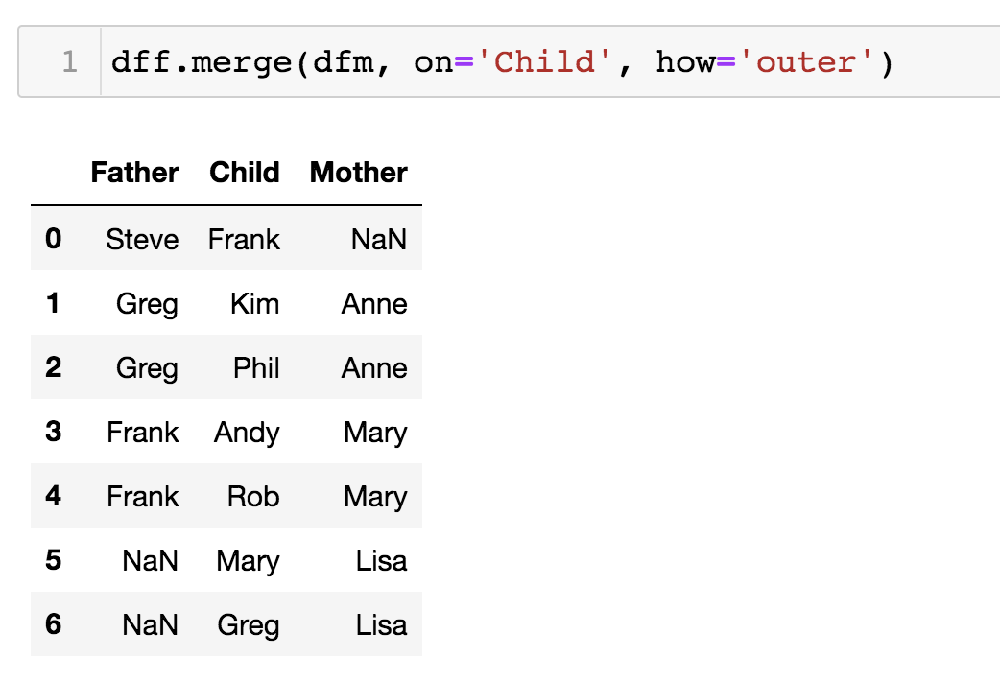 1 dff.merge(dfm, on='Child', how='outer')
Father Child Mother
0 Steve Frank NaN
1 Greg Kim Anne
2 Greg Phil Anne
3 Frank Andy Mary
4 Frank Rob Mary
5 NaN Mary Lisa
6 NaN Greg Lisa